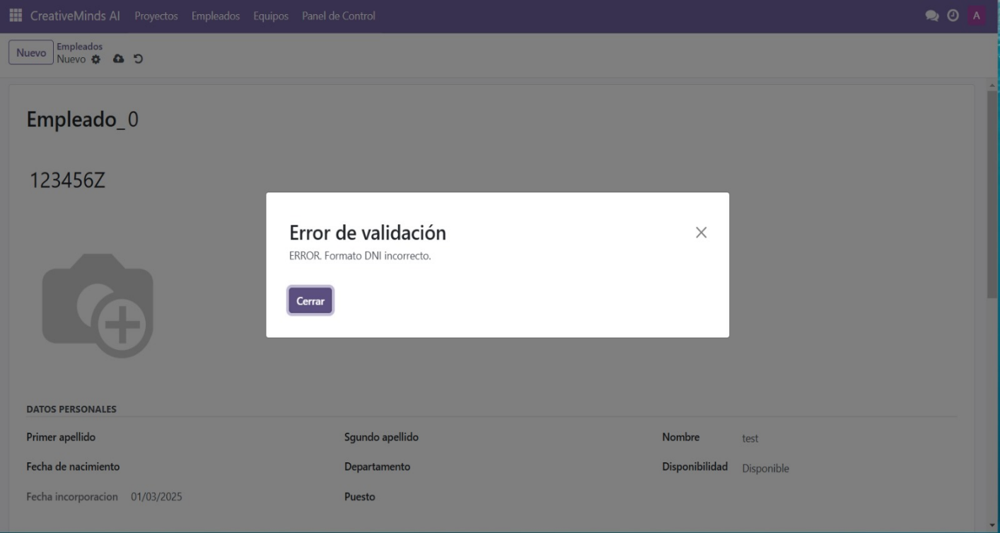 CreativeMinds AI Proyectos Empleados Equipos Panel de Control A
Nuevo Empleados
Nuevo
Empleado_0
123456Z
Error de validación
ERROR. Formato DNI incorrecto.
Cerrar
DATOS PERSONALES
Primer apellido Sgundo apellido Nombre test
Fecha de nacimiento Departamento Disponibilidad Disponible
Fecha incorporacion 01/03/2025 Puesto